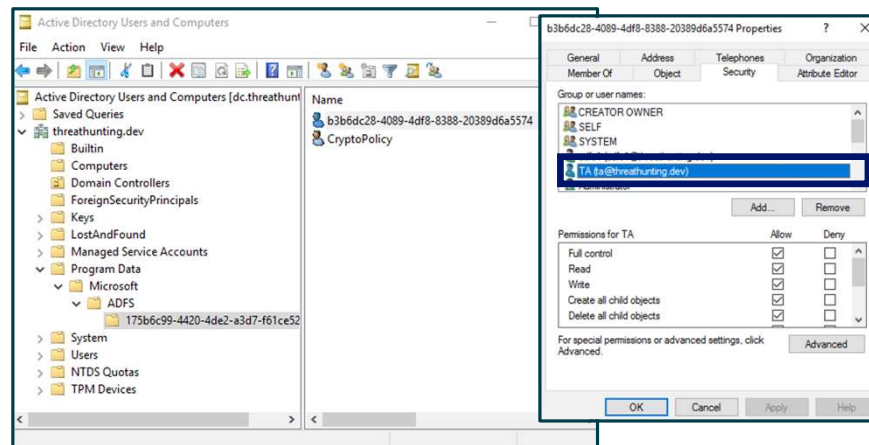 Active Directory Users and Computers
File Action View Help
Active Directory Users and Computers [dc.threathunt
Saved Queries
threathunting.dev
Builtin
Computers
Domain Controllers
ForeignSecurityPrincipals
Keys
LostAndFound
Managed Service Accounts
Program Data
Microsoft
ADFS
175b6c99-4420-4de2-a3d7-f61ce52
System
Users
NTDS Quotas
TPM Devices
Name
b3b6dc28-4089-4df8-8388-20389d6a5574
CryptoPolicy
b3b6dc28-4089-4df8-8388-20389d6a5574 Properties ? X
General Address Telephones Organization
Member Of Object Security Attribute Editor
Group or user names:
CREATOR OWNER
SELF
SYSTEM
TA (ta@threathunting.dev)
Administrator
Add... Remove
Permissions for TA Allow Deny
Full control
Read
Write
Create all child objects
Delete all child objects
For special permissions or advanced settings, click
Advanced.
Advanced
OK Cancel Apply Help